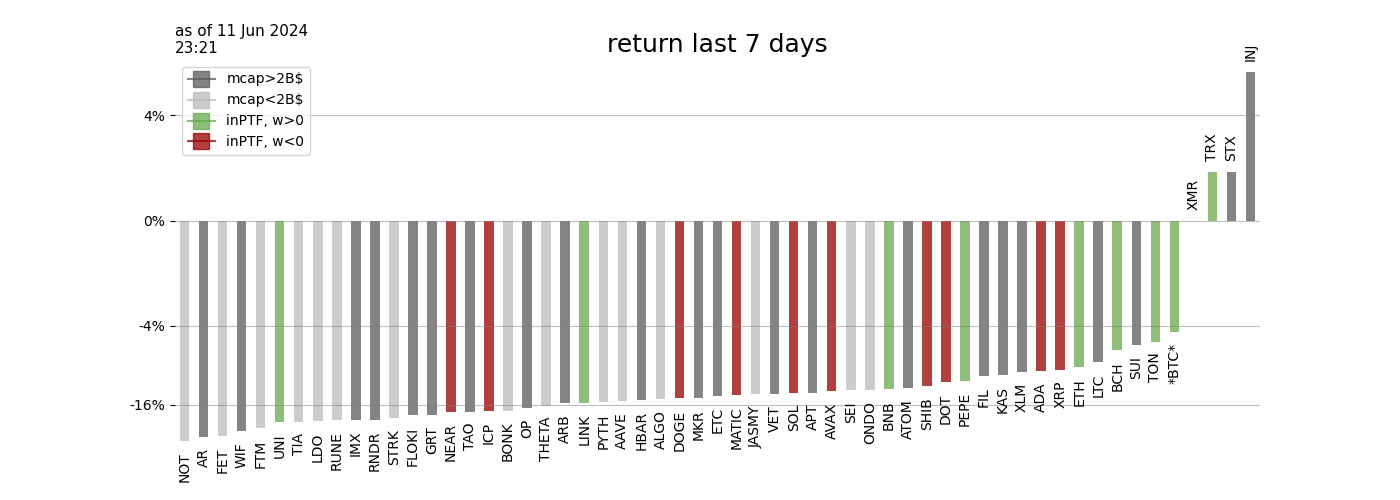 as of 11 Jun 2024
23:21
return last 7 days
mcap>2B$
mcap<2B$
inPTF, w>0
inPTF, w<0
4%
0%
-4%
-16%
NOT
AR
FET
WIF
FTM
UNI
TIA
LDO
RUNE
IMX
RNDR
STRK
FLOKI
GRT
NEAR
TAO
ICP
BONK
OP
THETA
ARB
LINK
PYTH
AAVE
HBAR
ALGO
DOGE
MKR
ETC
MATIC
JASMY
VET
SOL
APT
AVAX
SEI
ONDO
BNB
ATOM
SHIB
DOT
PEPE
FIL
KAS
XLM
ADA
XRP
ETH
LTC
BCH
SUI
TON
*BTC*
XMR
TRX
STX
INJ